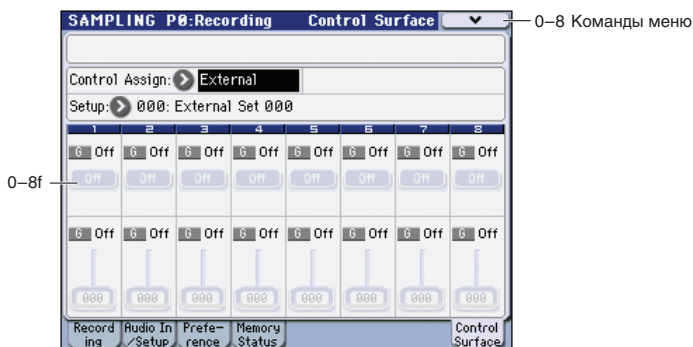 SAMPLING P0:Recording Control Surface
0–8 Команды меню
Control Assign: External
Setup: 000: External Set 000
1 2 3 4 5 6 7 8
G Off G Off G Off G Off G Off G Off G Off G Off
0–8f
Off Off Off Off Off Off Off Off
G Off G Off G Off G Off G Off G Off G Off G Off
000 000 000 000 000 000 000 000
Record
ing
Audio In
/Setup
Prefe–
rence
Memory
Status
Control
Surface